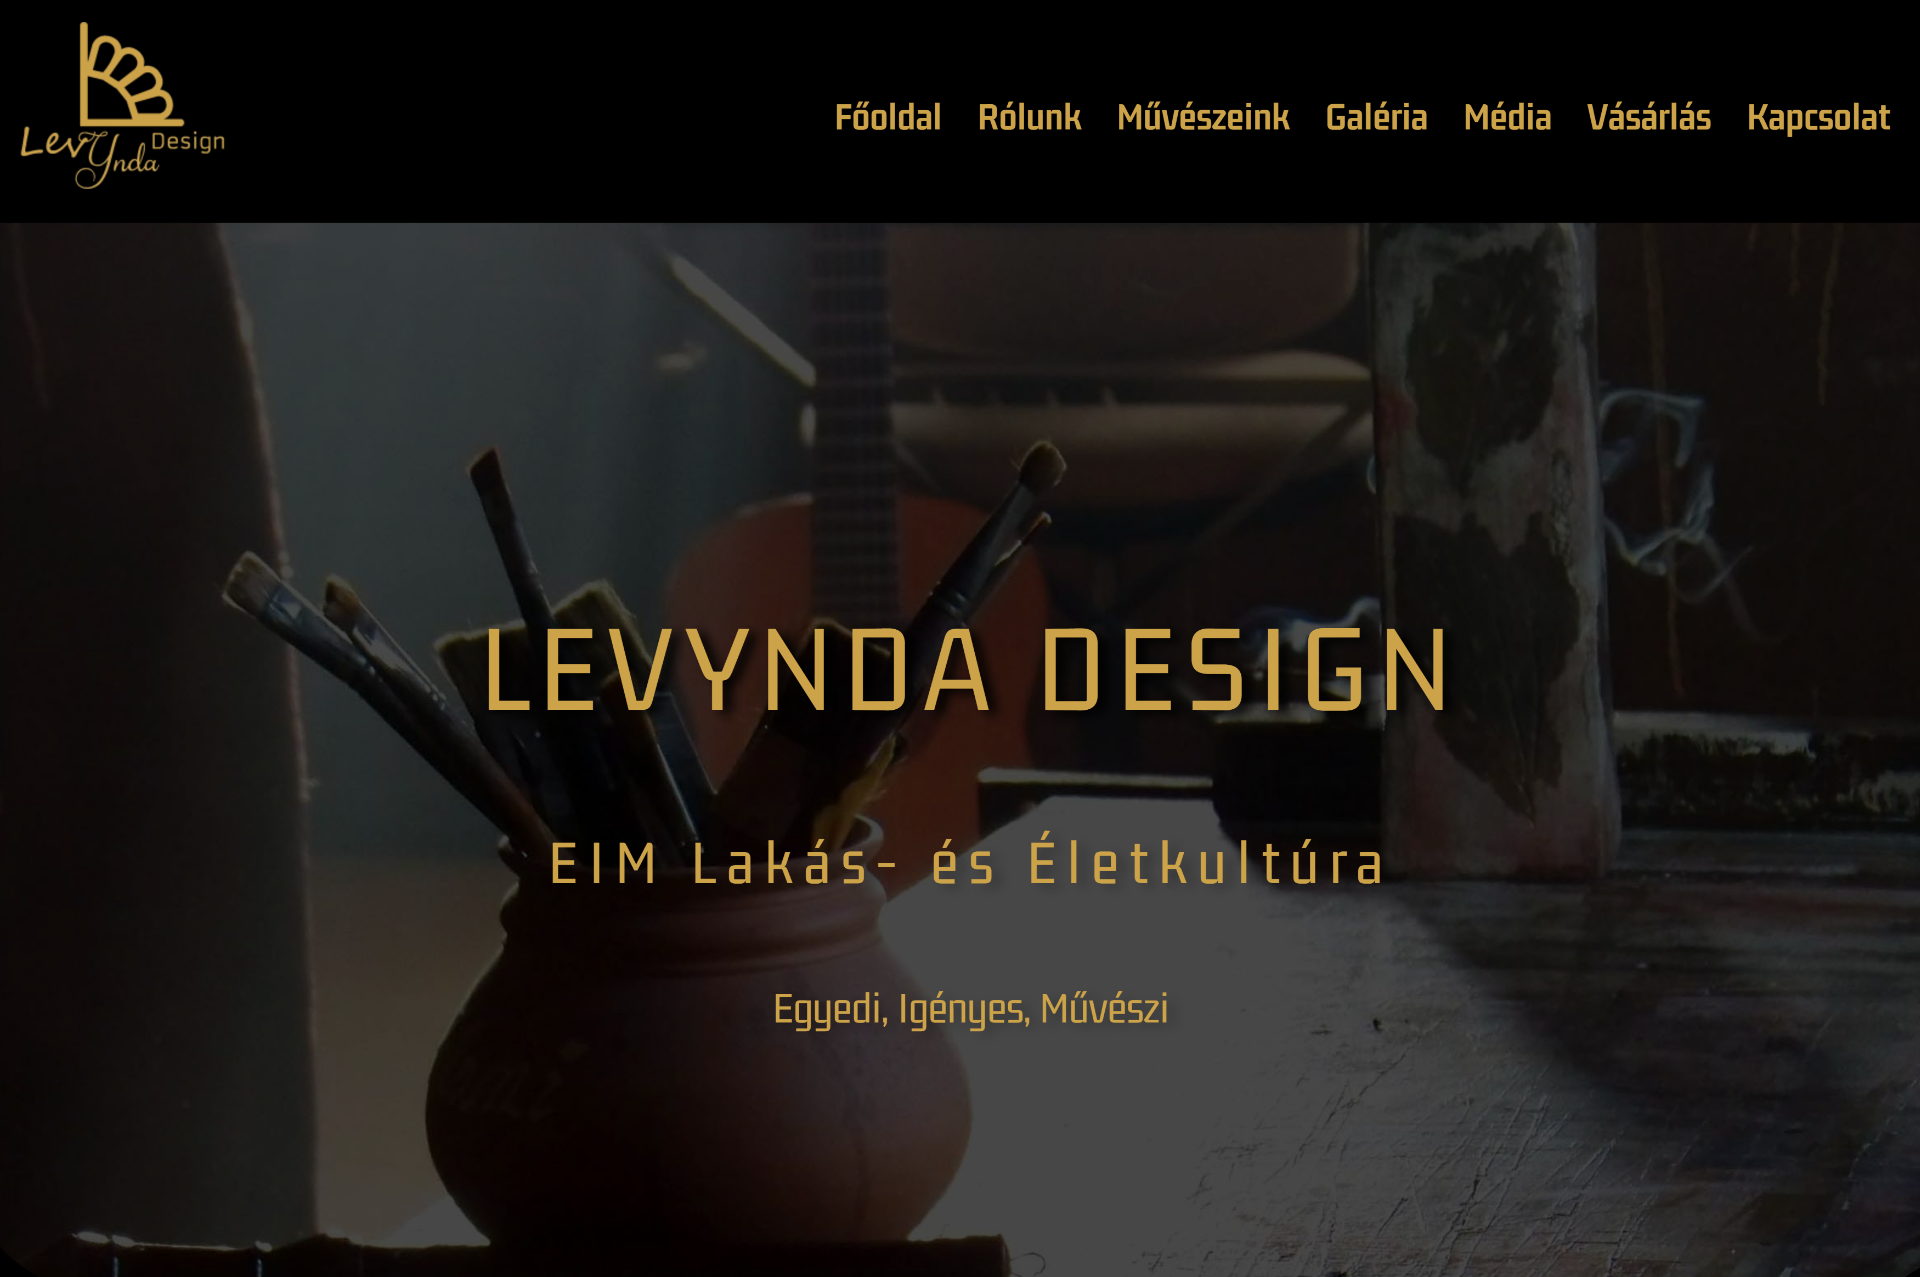 LevYnda Design
Főoldal Rólunk Művészeink Galéria Média Vásárlás Kapcsolat
LEVYNDA DESIGN
EIM Lakás- és Életkultúra
Egyedi, Igényes, Művészi